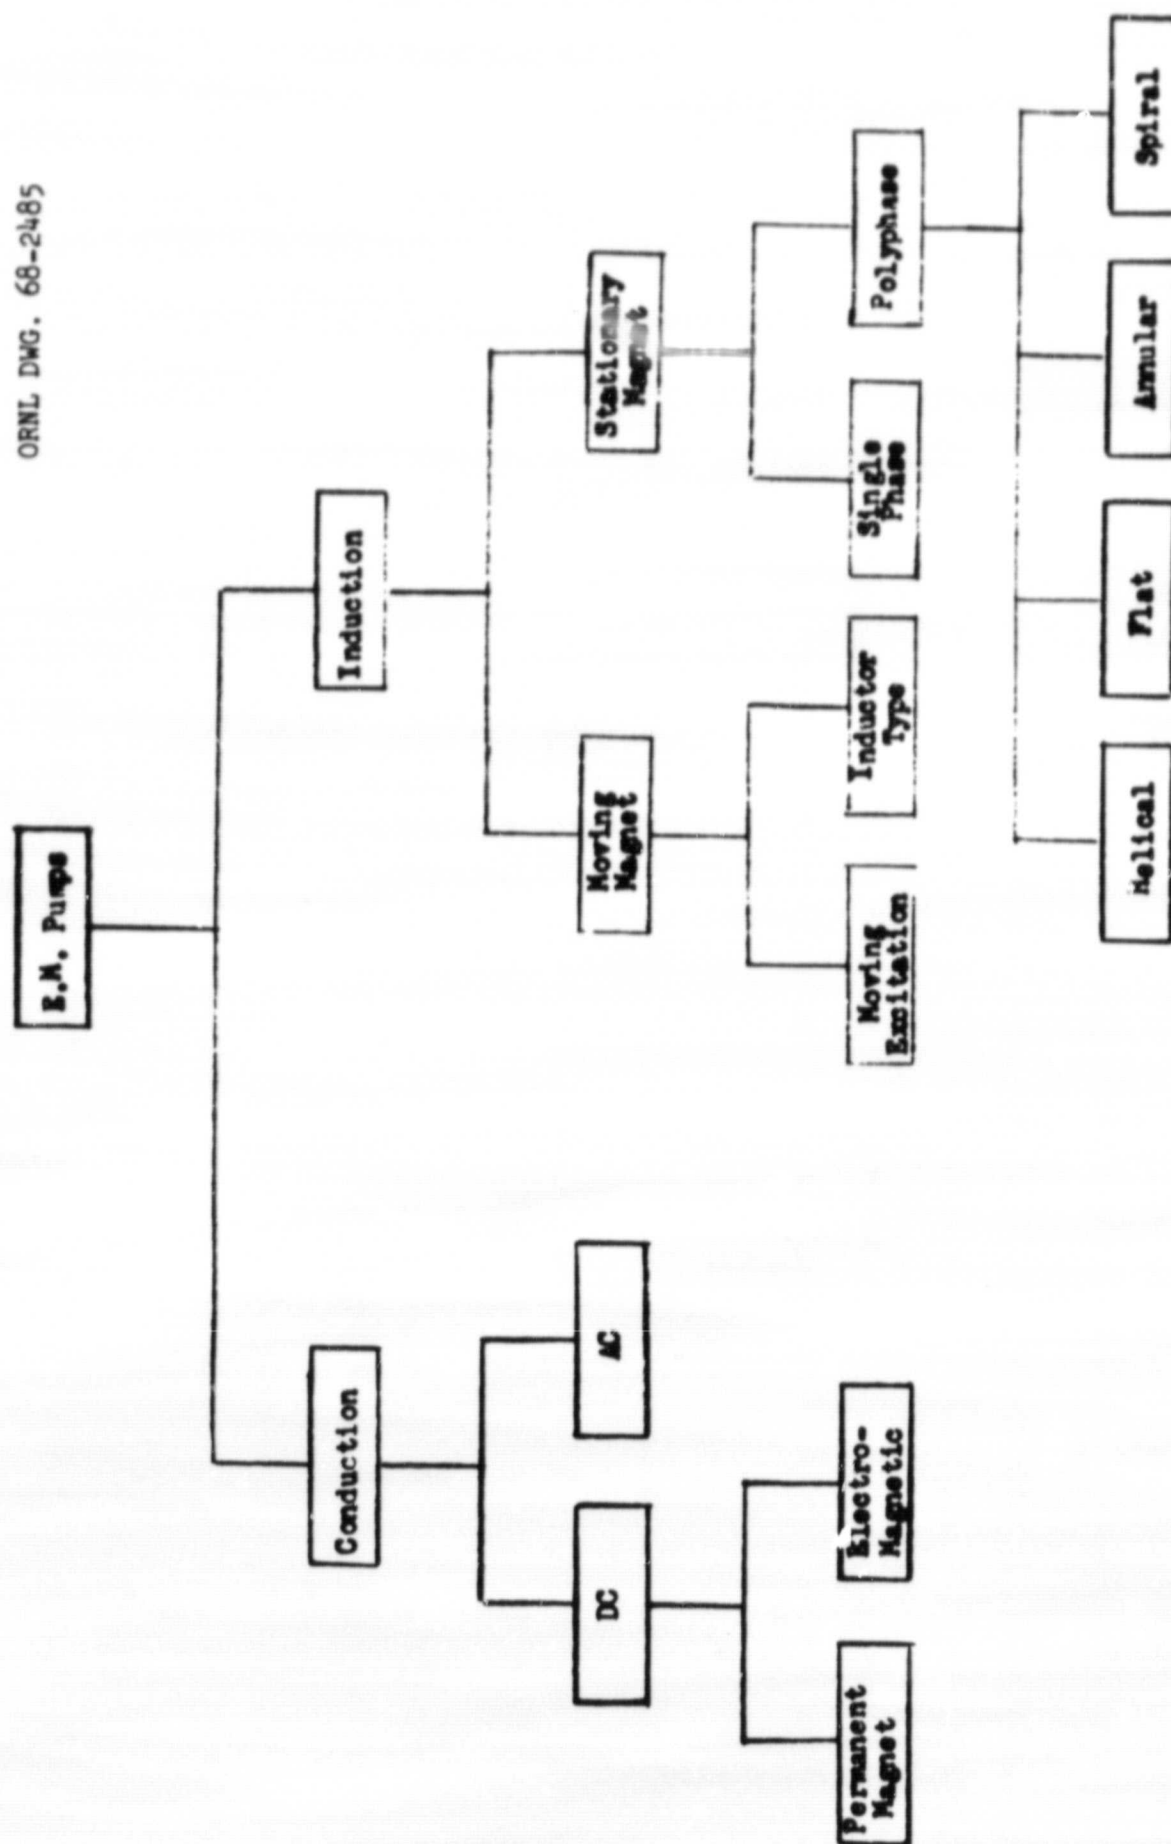 ORNL DWG. 68-2485
E.M. Pumps
Conduction
Induction
DC
AC
Moving
Magnet
Stationary
Magnet
Permanent
Magnet
Electro-
Magnetic
Moving
Excitation
Inductor
Type
Single
Phase
Polyphase
Helical
Flat
Annular
Spiral